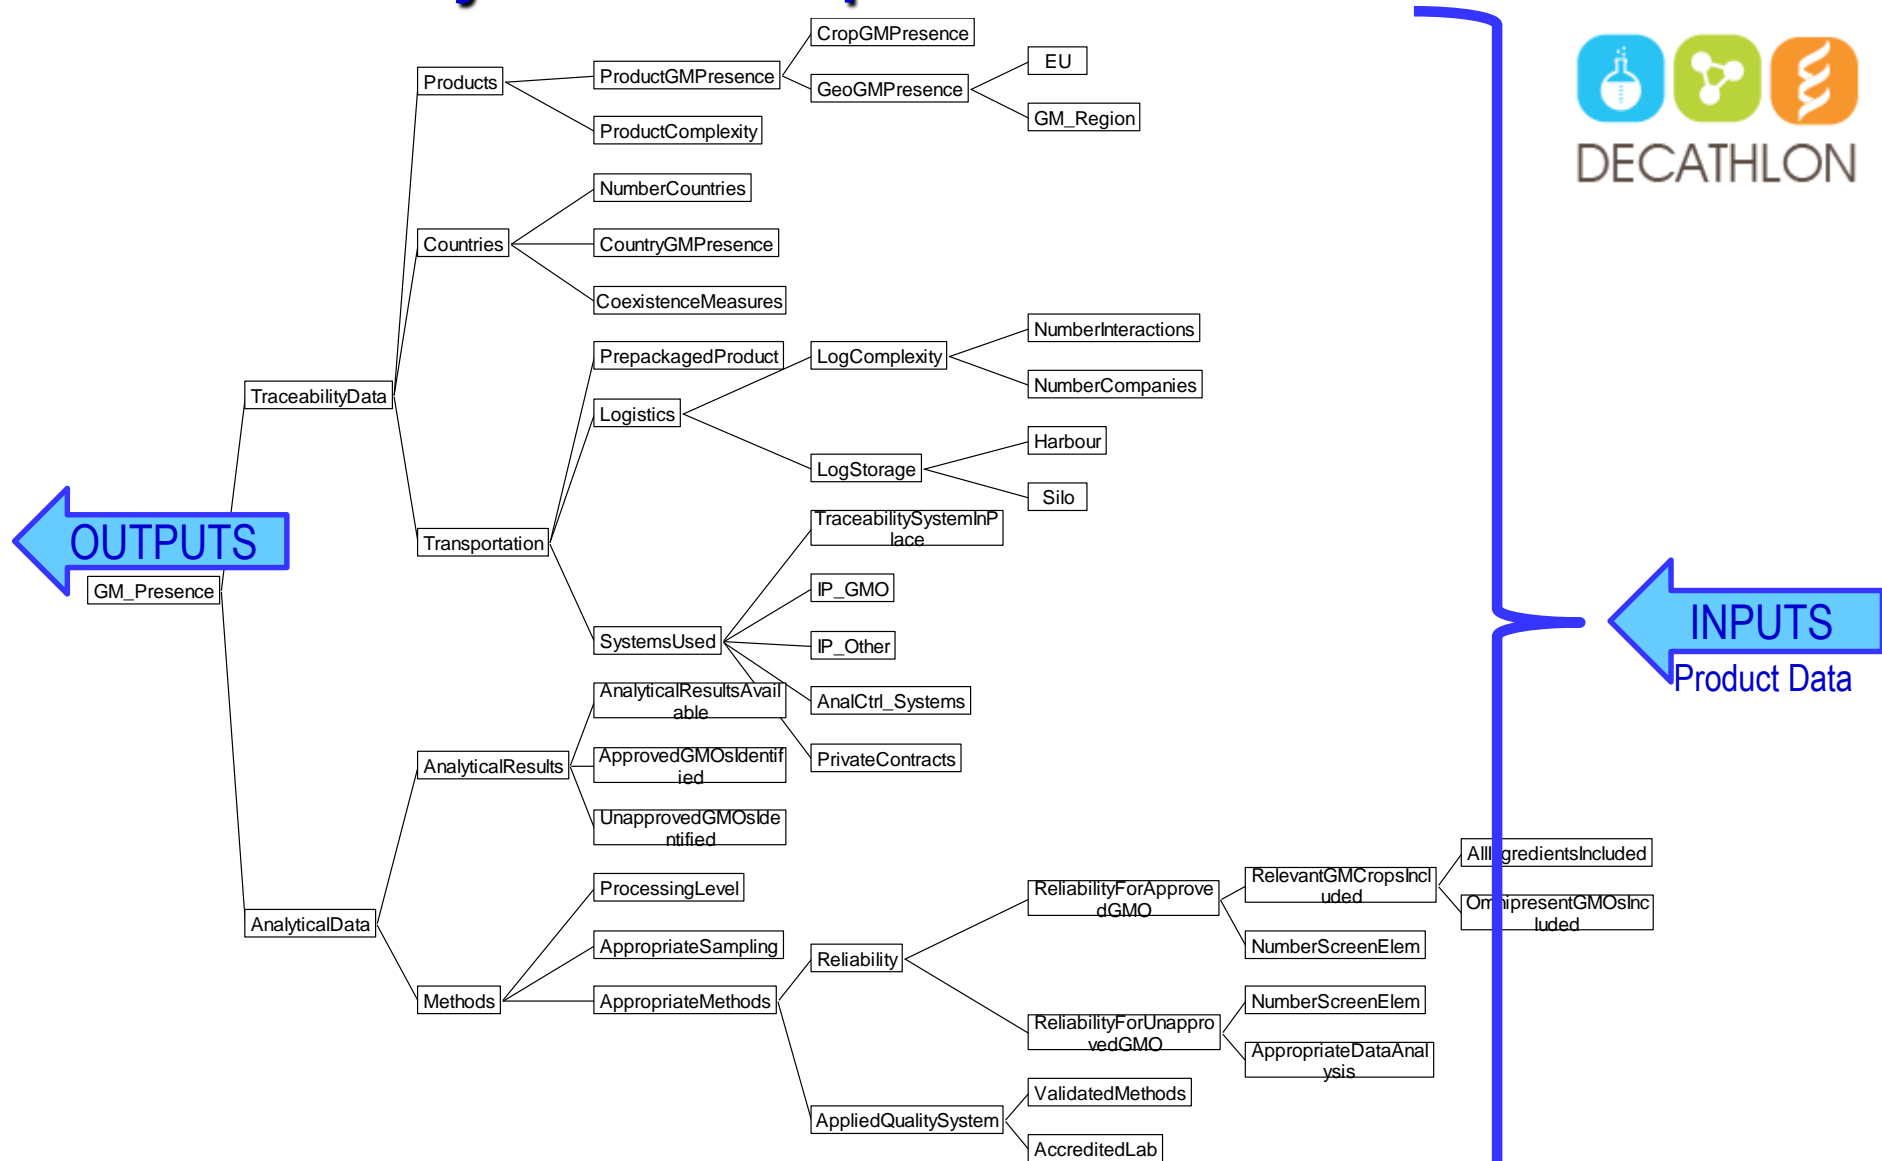 CropGMPresence
EU
Products
ProductGMPresence
GeoGMPresence
GM_Region
ProductComplexity
DECATHLON
NumberCountries
Countries
CountryGMPresence
CoexistenceMeasures
NumberInteractions
PrepackagedProduct
LogComplexity
NumberCompanies
TraceabilityData
Logistics
Harbour
LogStorage
Silo
TraceabilitySystemInP
lace
OUTPUTS
Transportation
GM_Presence
IP_GMO
INPUTS
Product Data
SystemsUsed
IP_Other
AnalyticalResultsAvail
able
AnalCtrl_Systems
AnalyticalResults
ApprovedGMOsIdentif
ied
PrivateContracts
UnapprovedGMOsIde
ntified
ProcessingLevel
ReliabilityForApprove
dGMO
RelevantGMCropsIncl
uded
OmnipresentGMOsInc
luded
AnalyticalData
AppropriateSampling
Reliability
NumberScreenElem
Methods
AppropriateMethods
NumberScreenElem
ReliabilityForUnappro
vedGMO
AppropriateDataAnal
ysis
ValidatedMethods
AppliedQualitySystem
AccreditedLab